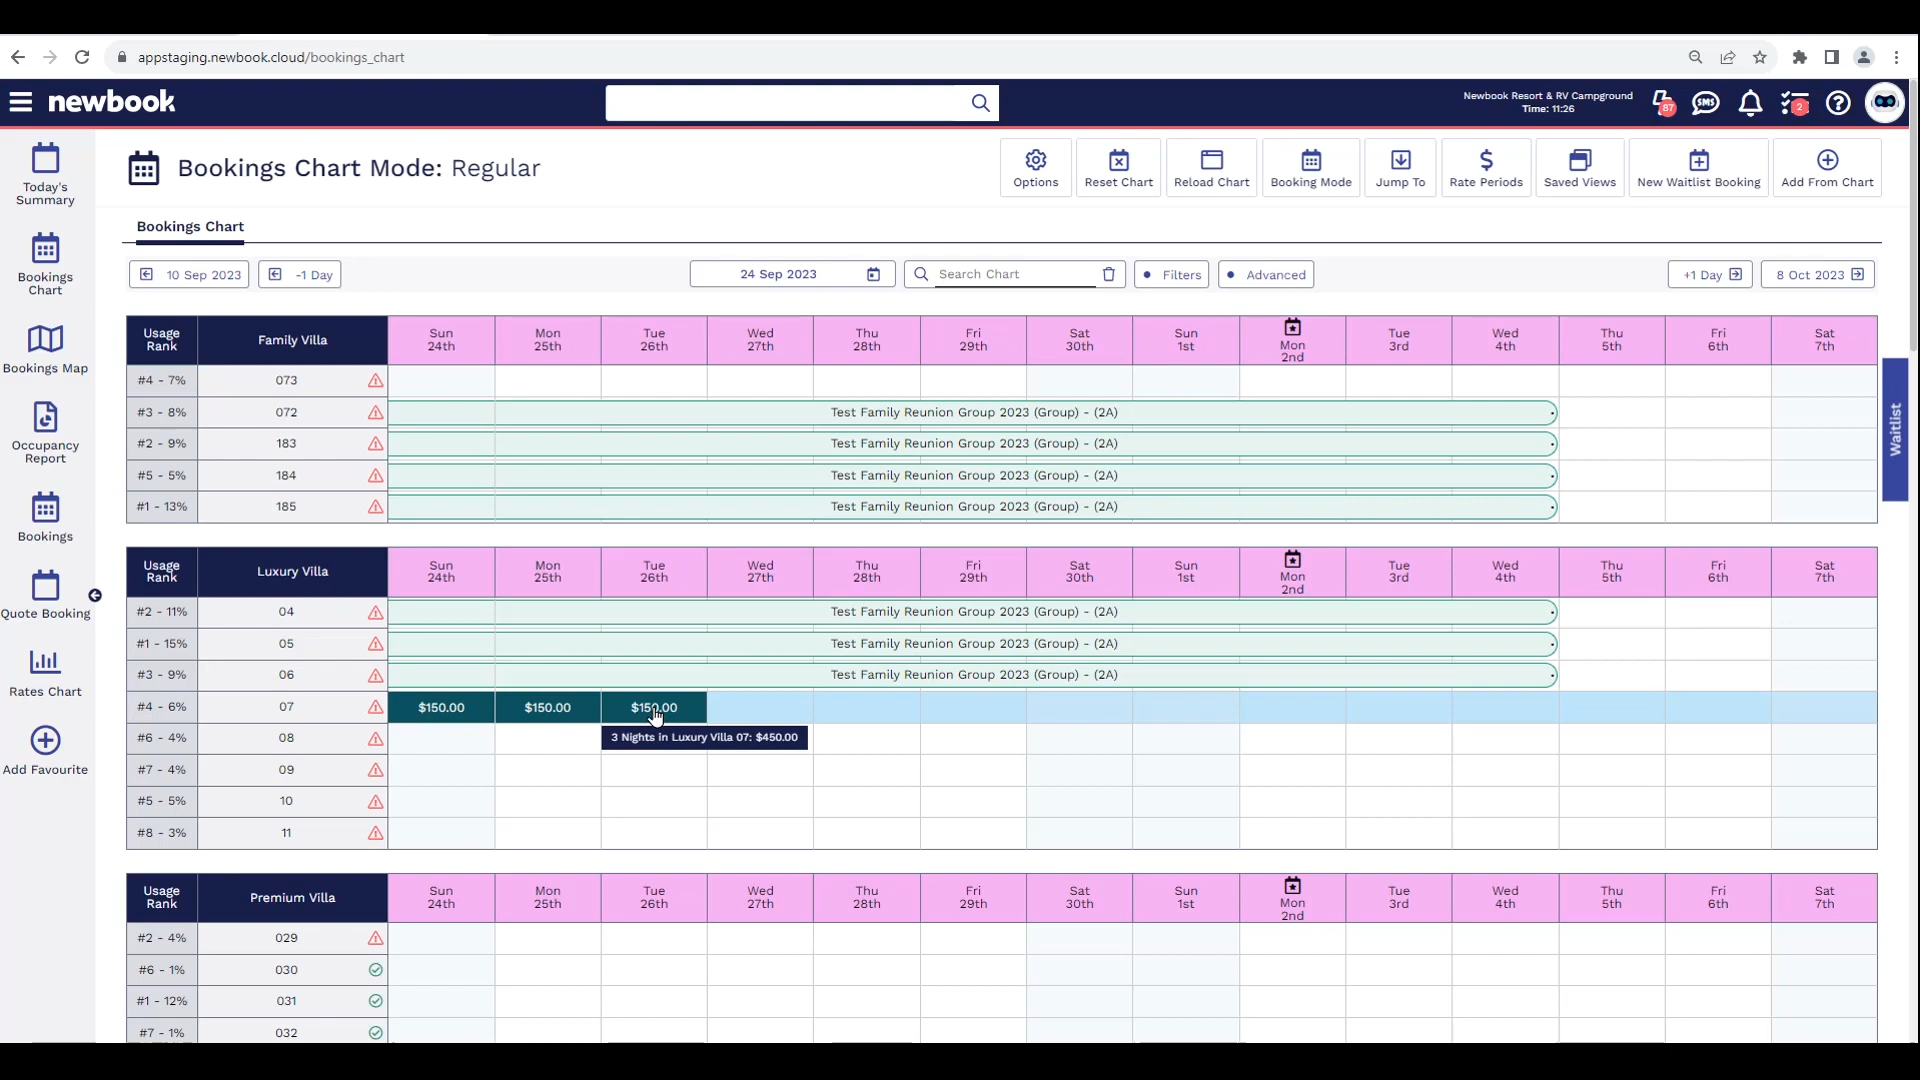 appstaging.newbook.cloud/bookings_chart
newbook
Newbook Resort & RV Campground
Time: 11:26
87
SMS
2
Today's
Summary
Bookings
Chart
Bookings Map
Occupancy
Report
Bookings
Quote Booking
Rates Chart
Add Favourite
Bookings Chart Mode: Regular
Options
Reset Chart
Reload Chart
Booking Mode
Jump To
Rate Periods
Saved Views
New Waitlist Booking
Add From Chart
Bookings Chart
10 Sep 2023
-1 Day
24 Sep 2023
Search Chart
Filters
Advanced
+1 Day
8 Oct 2023
Waitlist
Usage Rank Family Villa Sun 24th Mon 25th Tue 26th Wed 27th Thu 28th Fri 29th Sat 30th Sun 1st Mon 2nd Tue 3rd Wed 4th Thu 5th Fri 6th Sat 7th
#4 - 7% 073
#3 - 8% 072 Test Family Reunion Group 2023 (Group) - (2A)
#2 - 9% 183 Test Family Reunion Group 2023 (Group) - (2A)
#5 - 5% 184 Test Family Reunion Group 2023 (Group) - (2A)
#1 - 13% 185 Test Family Reunion Group 2023 (Group) - (2A)
Usage Rank Luxury Villa Sun 24th Mon 25th Tue 26th Wed 27th Thu 28th Fri 29th Sat 30th Sun 1st Mon 2nd Tue 3rd Wed 4th Thu 5th Fri 6th Sat 7th
#2 - 11% 04 Test Family Reunion Group 2023 (Group) - (2A)
#1 - 15% 05 Test Family Reunion Group 2023 (Group) - (2A)
#3 - 9% 06 Test Family Reunion Group 2023 (Group) - (2A)
#4 - 6% 07 $150.00 $150.00 $150.00
3 Nights in Luxury Villa 07: $450.00
#6 - 4% 08
#7 - 4% 09
#5 - 5% 10
#8 - 3% 11
Usage Rank Premium Villa Sun 24th Mon 25th Tue 26th Wed 27th Thu 28th Fri 29th Sat 30th Sun 1st Mon 2nd Tue 3rd Wed 4th Thu 5th Fri 6th Sat 7th
#2 - 4% 029
#6 - 1% 030
#1 - 12% 031
#7 - 1% 032